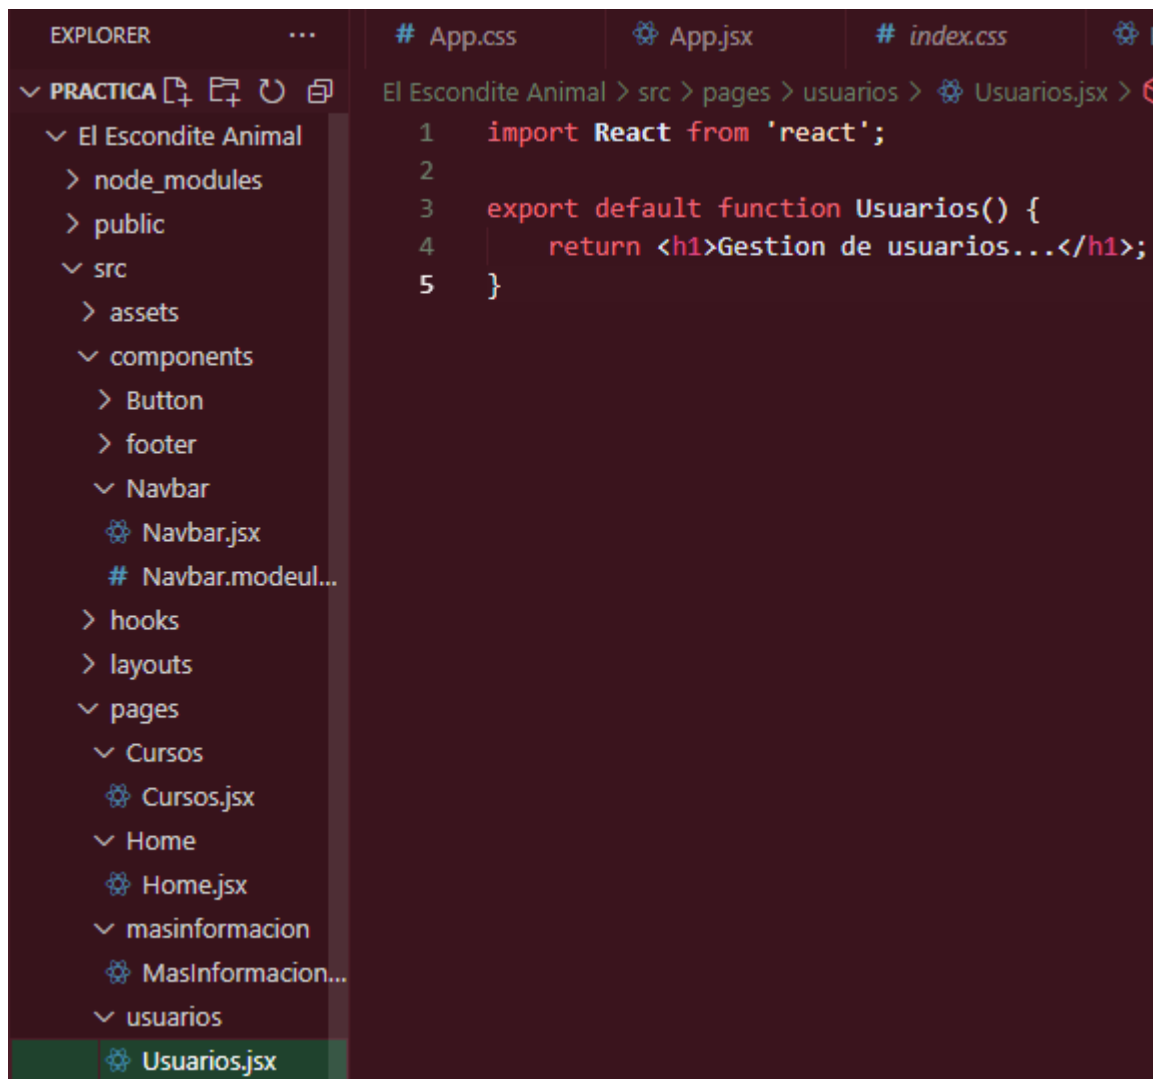 EXPLORER ...
App.css App.jsx index.css
PRACTICA
El Escondite Animal > src > pages > usuarios > Usuarios.jsx >
El Escondite Animal
node_modules
public
src
assets
components
Button
footer
Navbar
Navbar.jsx
# Navbar.modeul...
hooks
layouts
pages
Cursos
Cursos.jsx
Home
Home.jsx
masinformacion
MasInformacion...
usuarios
Usuarios.jsx
1 import React from 'react';
2
3 export default function Usuarios() {
4 return <h1>Gestion de usuarios...</h1>;
5 }